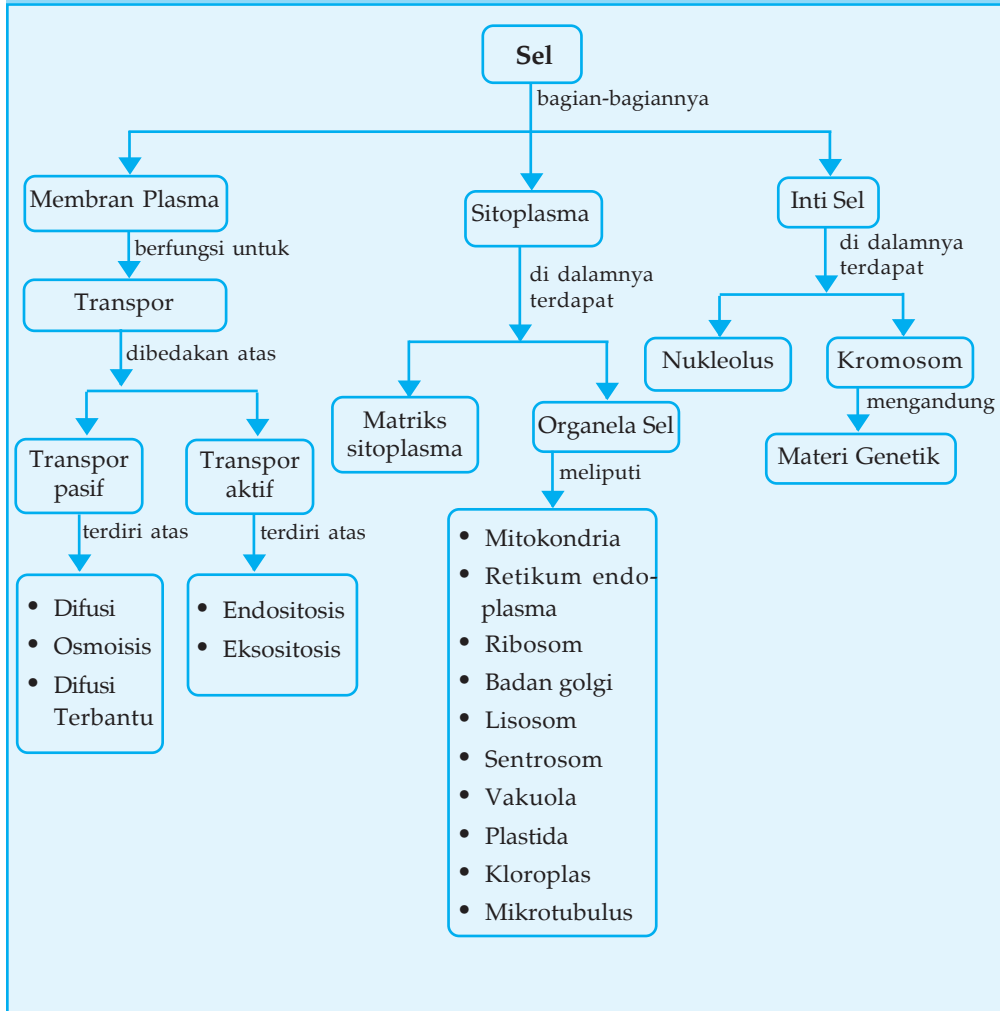 Sel
bagian-bagiannya
Membran Plasma
Sitoplasma
Inti Sel
berfungsi untuk
di dalamnya
terdapat
di dalamnya
terdapat
Transpor
dibedakan atas
Nukleolus
Kromosom
Matriks
sitoplasma
Organela Sel
mengandung
Materi Genetik
Transpor
pasif
Transpor
aktif
meliputi
terdiri atas
terdiri atas
• Difusi
• Osmoisis
• Difusi
Terbantu
• Endositosis
• Eksositosis
• Mitokondria
• Retikum endo-
plasma
• Ribosom
• Badan golgi
• Lisosom
• Sentrosom
• Vakuola
• Plastida
• Kloroplas
• Mikrotubulus